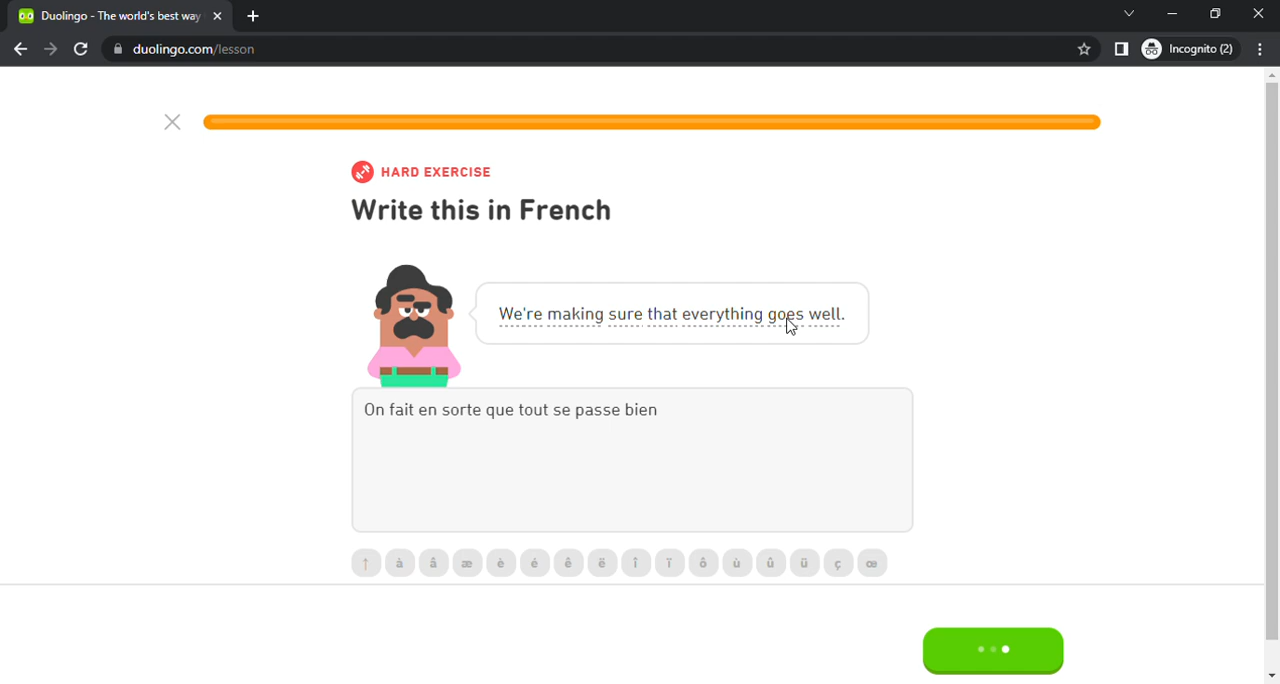 Duolingo - The world's best way
duolingo.com/lesson
Incognito (2)
HARD EXERCISE
Write this in French
We're making sure that everything goes well.
On fait en sorte que tout se passe bien
↑ à â æ è é ê ë î ï ô ù û ü ç œ